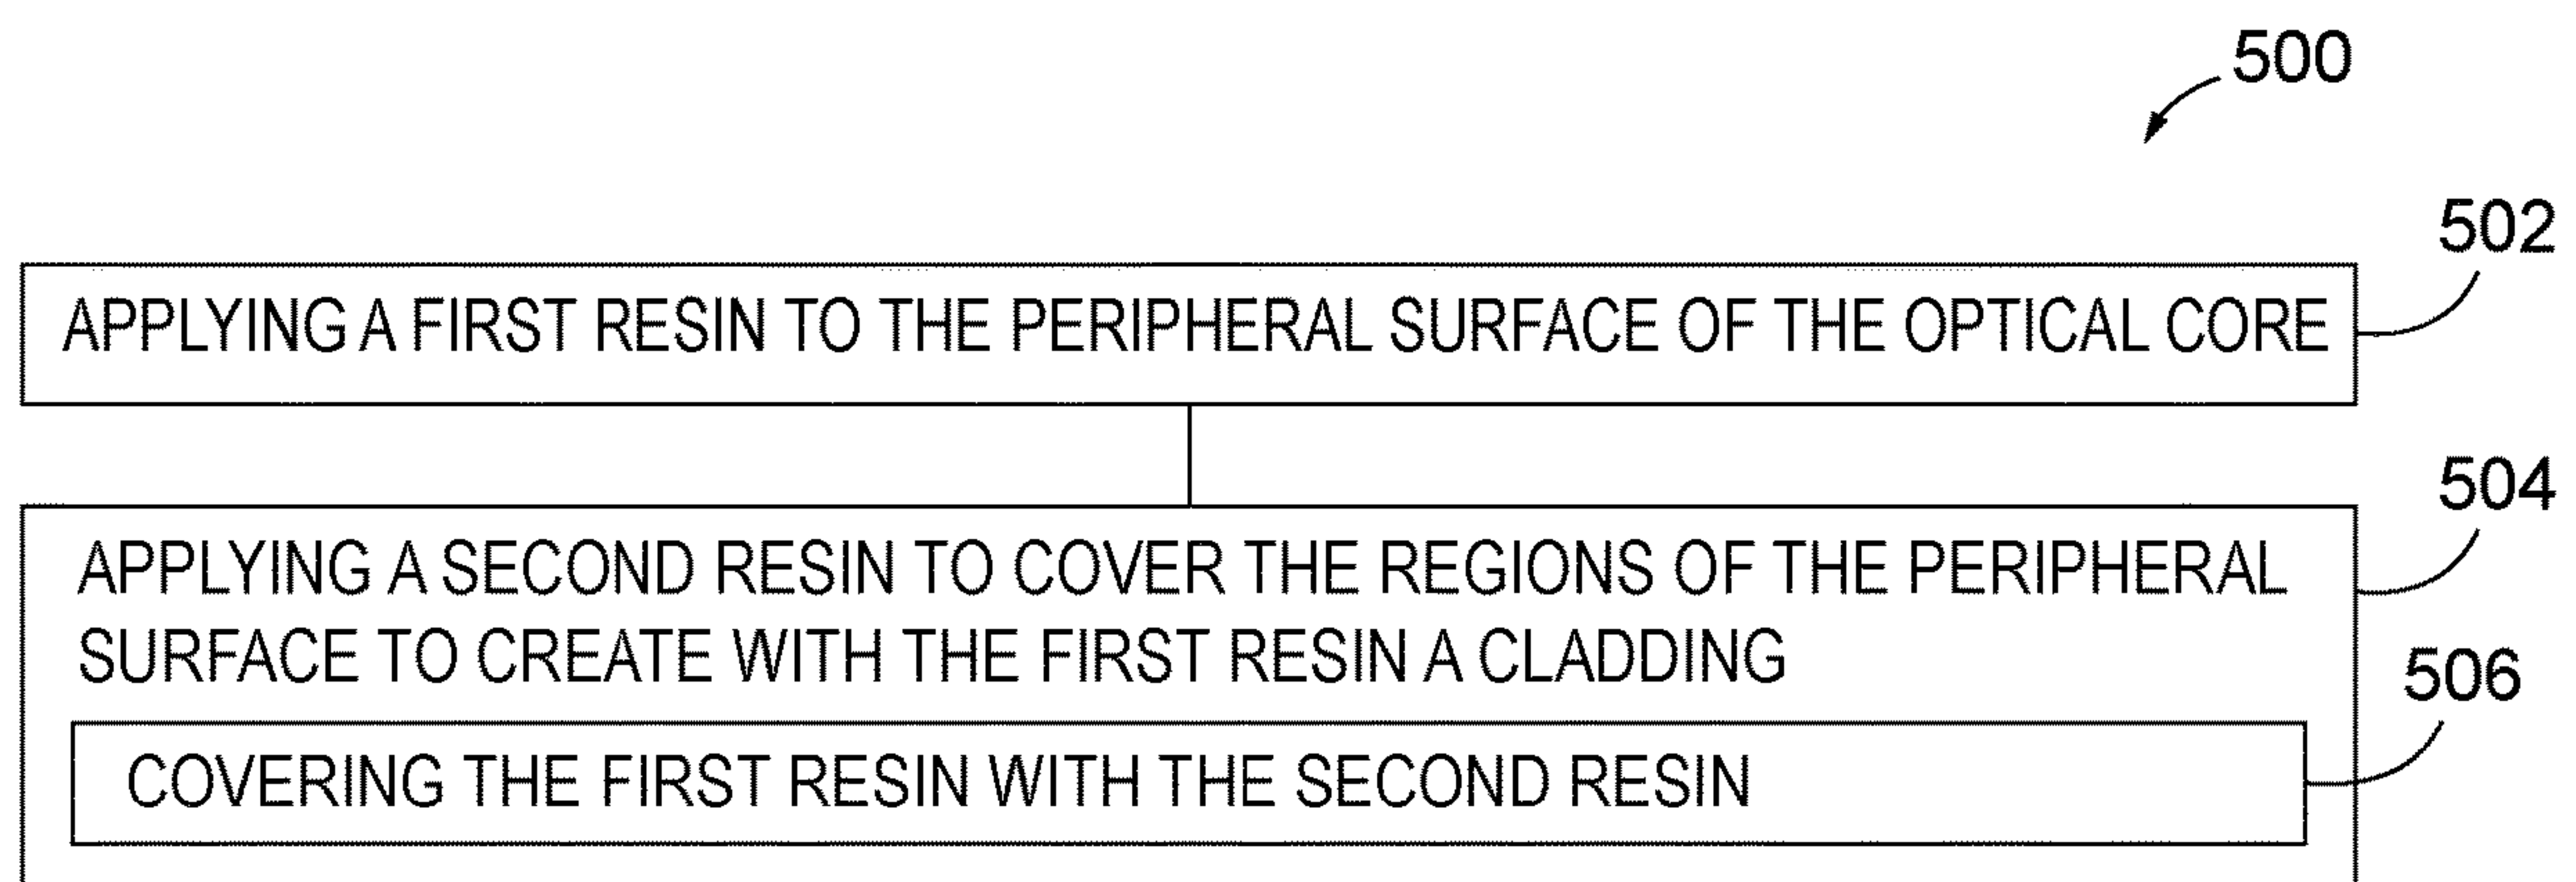 500
502
APPLYING A FIRST RESIN TO THE PERIPHERAL SURFACE OF THE OPTICAL CORE
504
APPLYING A SECOND RESIN TO COVER THE REGIONS OF THE PERIPHERAL
SURFACE TO CREATE WITH THE FIRST RESIN A CLADDING
506
COVERING THE FIRST RESIN WITH THE SECOND RESIN